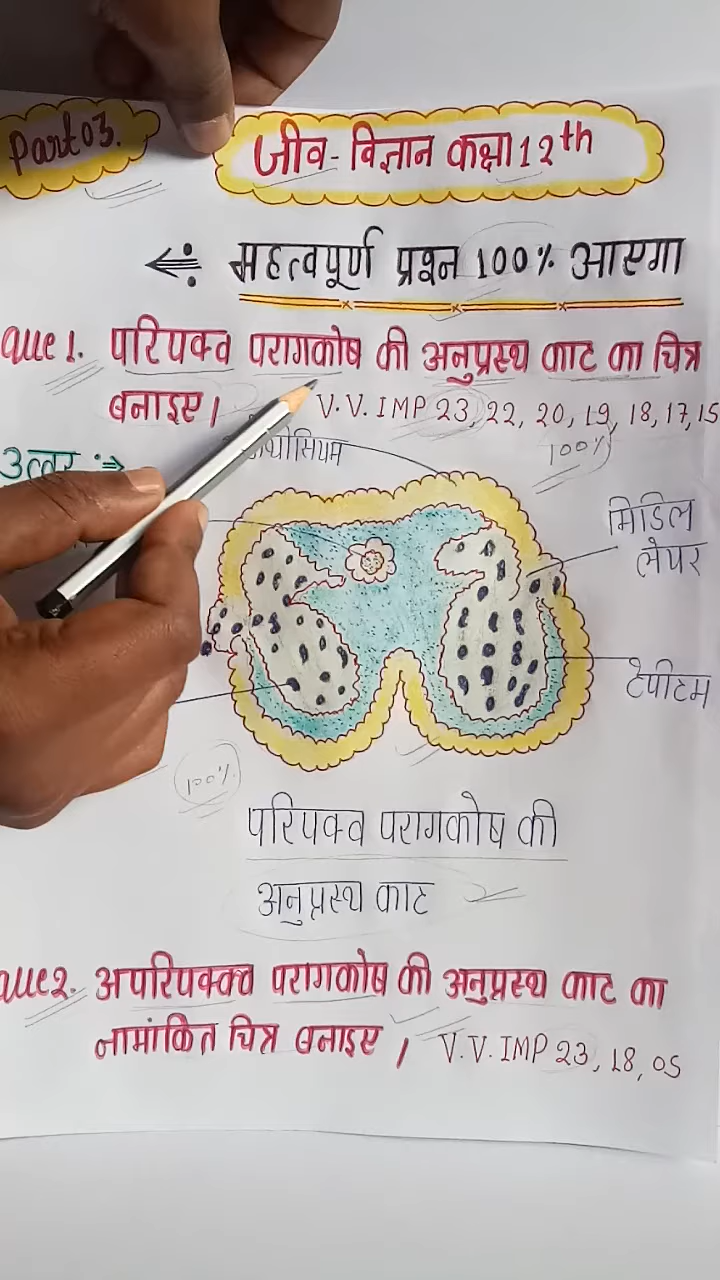 Part 03.
जीव-विज्ञान कक्षा 12th
महत्वपूर्ण प्रश्न 100% आएगा
Que 1. परिपक्व परागकोष की अनुप्रस्थ काट का चित्र
बनाइए। V.V. IMP 23, 22, 20, 19, 18, 17, 15
उत्तर :⇒
100%
मिडिल
लेयर
टेपीटम
100%
परिपक्व परागकोष की
अनुप्रस्थ काट
Que 2. अपरिपक्क्व परागकोष की अनुप्रस्थ काट का
नामांकित चित्र बनाइए । V.V. IMP 23, 18, 05